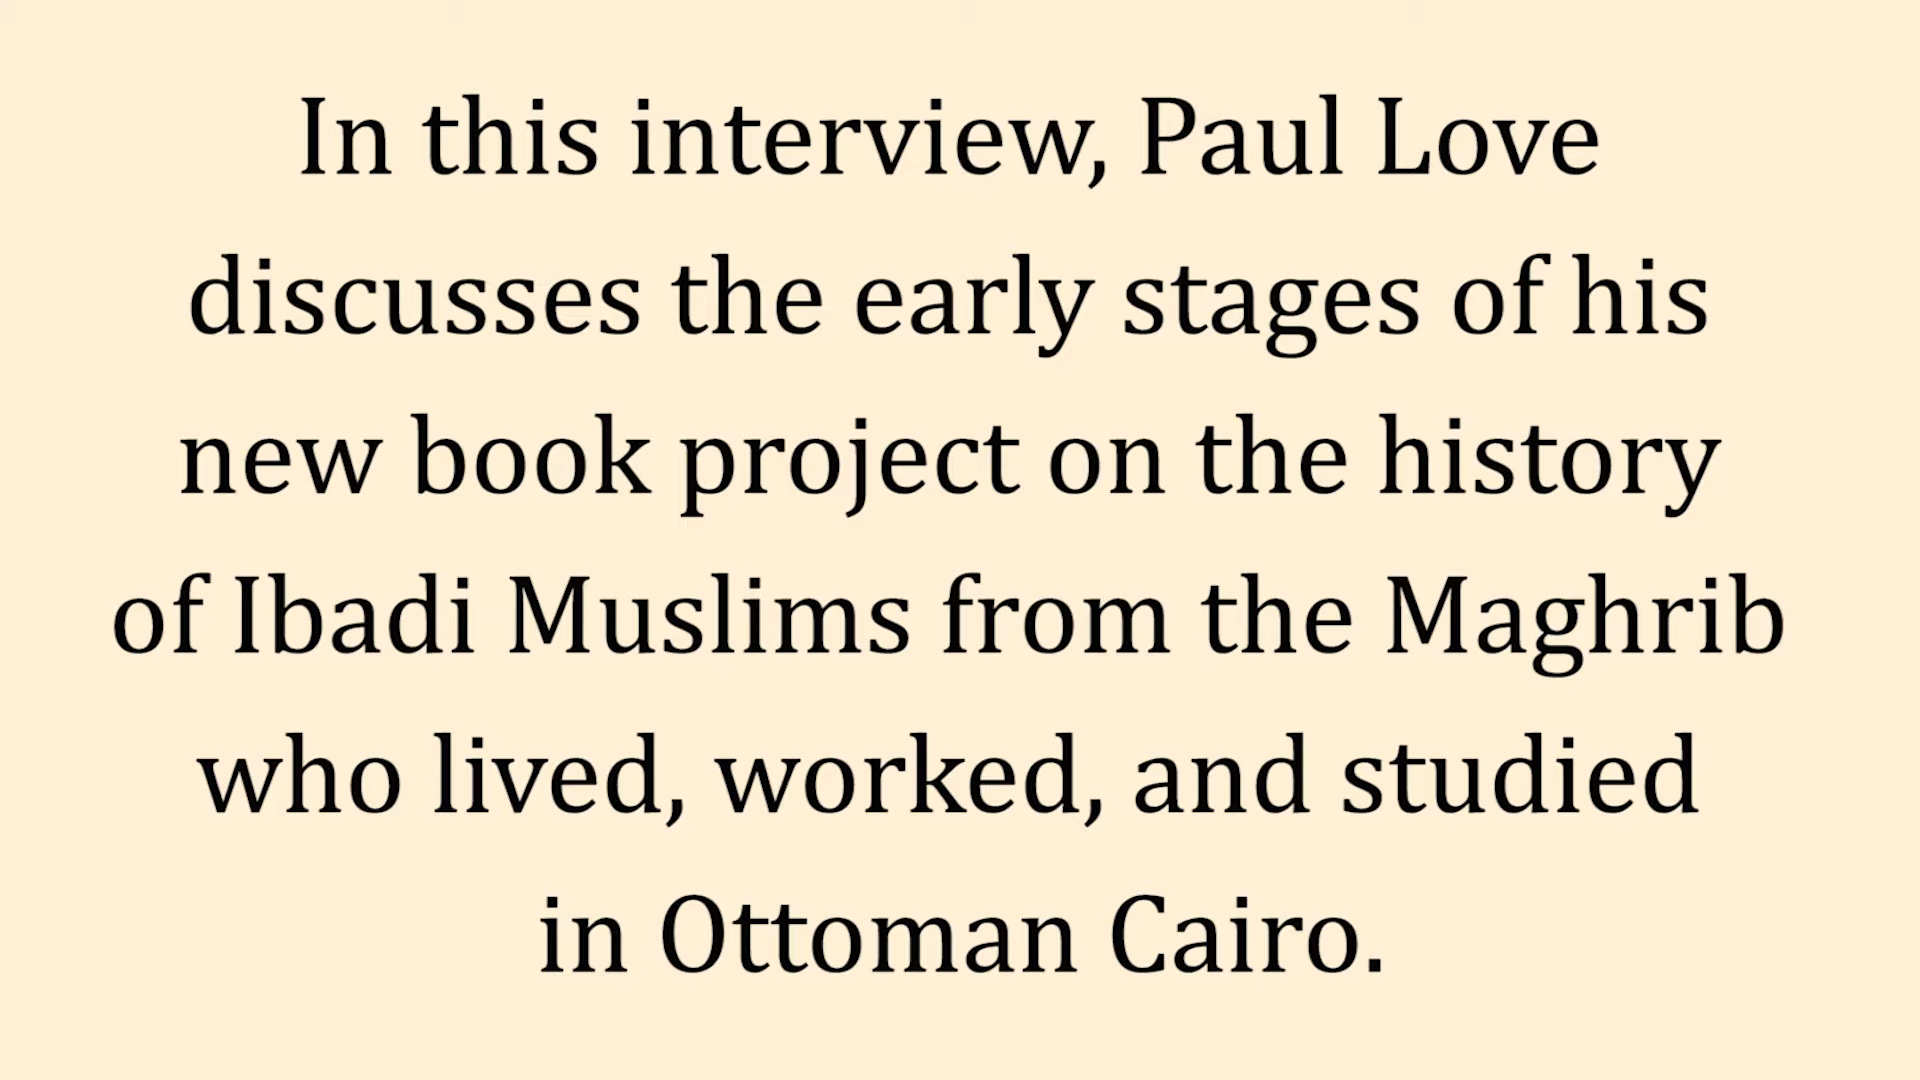 In this interview, Paul Love
discusses the early stages of his
new book project on the history
of Ibadi Muslims from the Maghrib
who lived, worked, and studied
in Ottoman Cairo.